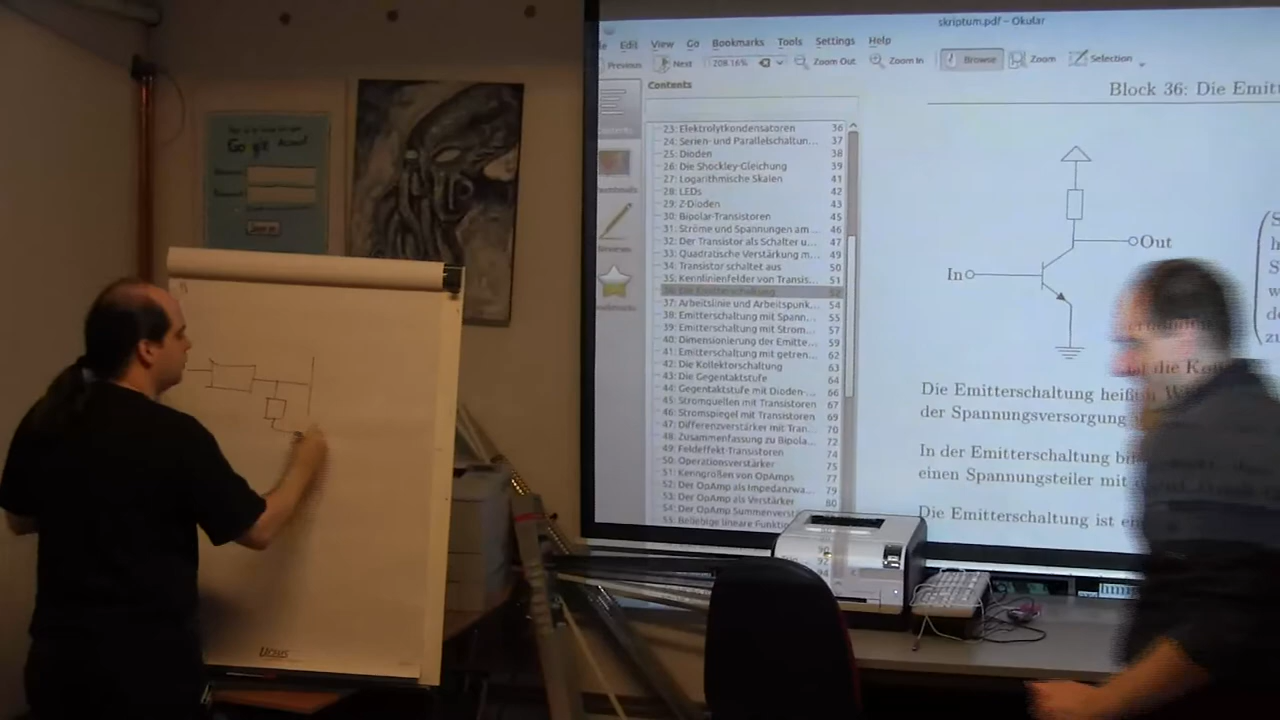 skriptum.pdf – Okular
Edit View Go Bookmarks Tools Settings Help
Previous Next 208.16% Zoom Out Zoom In Browse Zoom Selection
Contents
23: Elektrolytkondensatoren 36
24: Serien- und Parallelschaltun... 37
25: Dioden 38
26: Die Shockley-Gleichung 39
27: Logarithmische Skalen 41
28: LEDs 42
29: Z-Dioden 43
30: Bipolar-Transistoren 45
31: Ströme und Spannungen am ... 46
32: Der Transistor als Schalter u... 47
33: Quadratische Verstärkung m... 49
34: Transistor schaltet aus 50
35: Kennlinienfelder von Transis... 51
37: Arbeitslinie und Arbeitspunk... 54
38: Emitterschaltung mit Spann... 55
39: Emitterschaltung mit Strom... 57
40: Dimensionierung der Emitte... 59
41: Emitterschaltung mit getren... 62
42: Die Kollektorschaltung 63
43: Die Gegentaktstufe 64
44: Gegentaktstufe mit Dioden-... 66
45: Stromquellen mit Transistoren 67
46: Stromspiegel mit Transistoren 69
47: Differenzverstärker mit Tran... 70
48: Zusammenfassung zu Bipola... 72
49: Feldeffekt-Transistoren 74
50: Operationsverstärker 75
51: Kenngrößen von OpAmps 77
52: Der OpAmp als Impedanzwa... 79
53: Der OpAmp als Verstärker 80
54: Der OpAmp Summenverst
55: Beliebige lineare Funktio
Block 36: Die Emitt
Out
In
Die Emitterschaltung heißt
der Spannungsversorgung
In der Emitterschaltung bil
einen Spannungsteiler mit
Die Emitterschaltung ist ein
Go g e